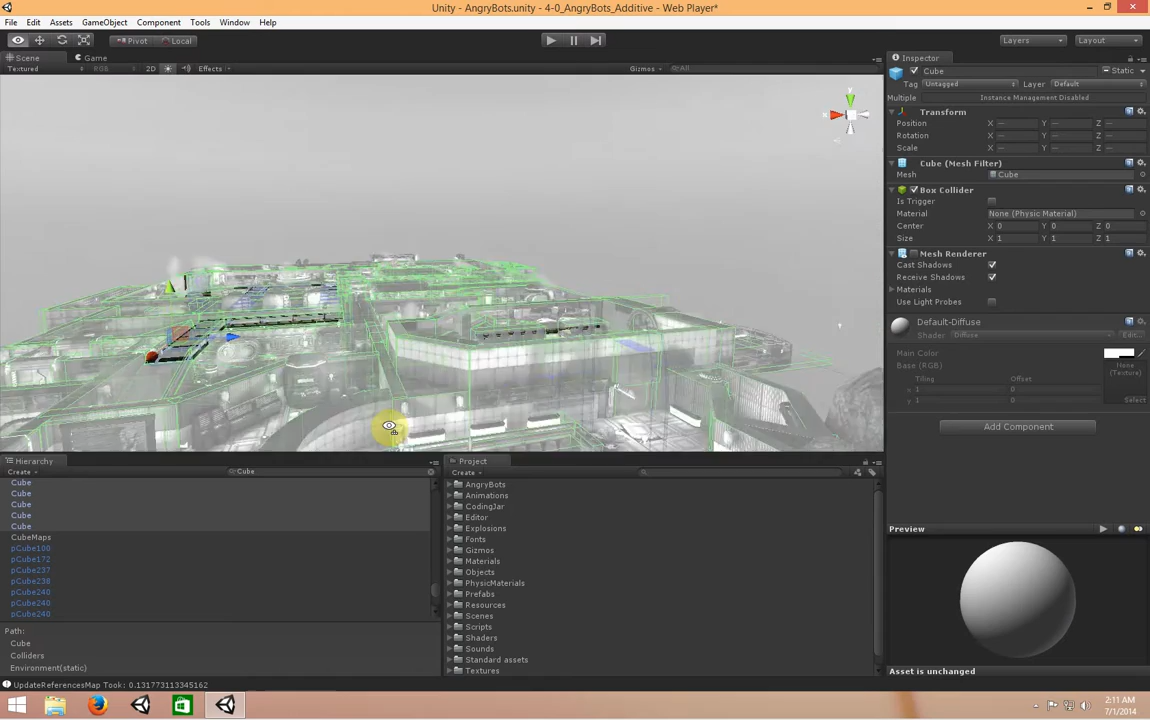 Unity - AngryBots.unity - 4-0_AngryBots_Additive - Web Player*
File Edit Assets GameObject Component Tools Window Help
Pivot Local Layers Layout
Scene Game
Textured RGB 2D Effects Gizmos All
Inspector
Cube Static
Tag Untagged Layer Default
Multiple Instance Management Disabled
Transform
Position X — Y — Z —
Rotation X — Y — Z —
Scale X — Y — Z —
Cube (Mesh Filter)
Mesh Cube
Box Collider
Is Trigger
Material None (Physic Material)
Center X 0 Y 0 Z 0
Size X 1 Y 1 Z 1
Mesh Renderer
Cast Shadows
Receive Shadows
Materials
Use Light Probes
Default-Diffuse
Shader Diffuse Edit...
Main Color
Base (RGB)
None
(Texture)
Tiling Offset
x 1 0
y 1 0
Select
Add Component
Preview
Asset is unchanged
y
x
Hierarchy
Create Cube
Cube
Cube
Cube
Cube
Cube
CubeMaps
pCube100
pCube172
pCube237
pCube238
pCube240
pCube240
pCube240
Path:
Cube
Colliders
Environment(static)
Project
Create
AngryBots
Animations
CodingJar
Editor
Explosions
Fonts
Gizmos
Materials
Objects
PhysicMaterials
Prefabs
Resources
Scenes
Scripts
Shaders
Sounds
Standard assets
Textures
UpdateReferencesMap Took: 0.131773113345162
2:11 AM
7/1/2014